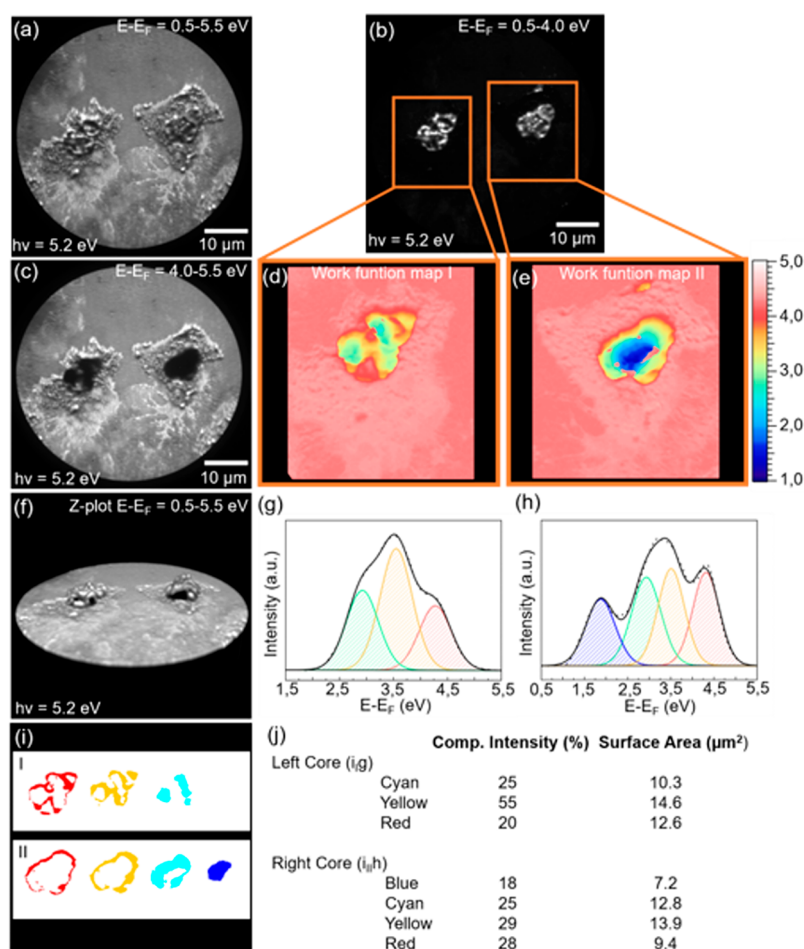 (a) E-EF = 0.5-5.5 eV
hv = 5.2 eV
10 µm
(b) E-EF = 0.5-4.0 eV
hv = 5.2 eV
10 µm
(c) E-EF = 4.0-5.5 eV
hv = 5.2 eV
10 µm
(d) Work funtion map I
(e) Work funtion map II
5,0
4,0
3,0
2,0
1,0
(f) Z-plot E-EF = 0.5-5.5 eV
hv = 5.2 eV
(g)
Intensity (a.u.)
1,5 2,5 3,5 4,5 5,5
E-EF (eV)
(h)
Intensity (a.u.)
0,5 1,5 2,5 3,5 4,5 5,5
E-EF (eV)
(i)
I
II
(j)
Comp. Intensity (%) Surface Area (µm²)
Left Core (iIg)
Cyan 25 10.3
Yellow 55 14.6
Red 20 12.6
Right Core (iIIh)
Blue 18 7.2
Cyan 25 12.8
Yellow 29 13.9
Red 28 9.4